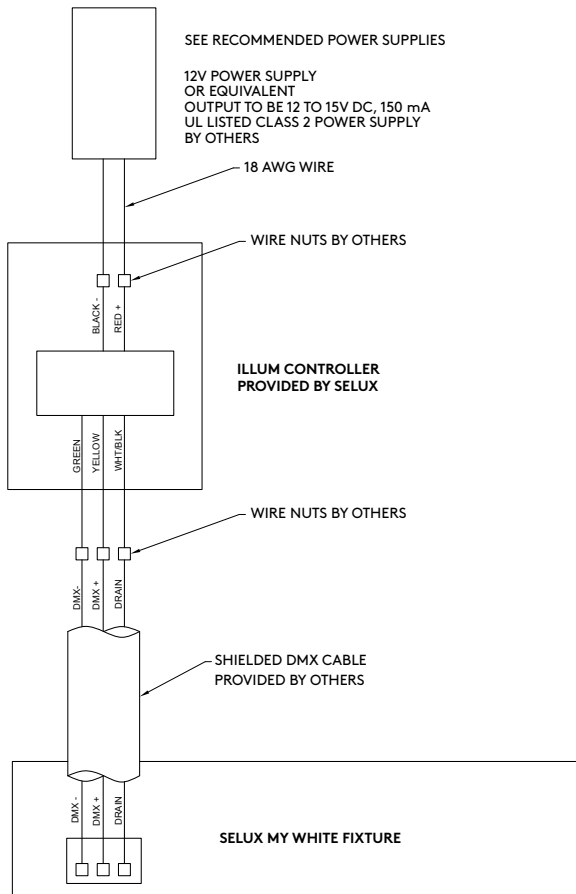 SEE RECOMMENDED POWER SUPPLIES
12V POWER SUPPLY
OR EQUIVALENT
OUTPUT TO BE 12 TO 15V DC, 150 mA
UL LISTED CLASS 2 POWER SUPPLY
BY OTHERS
18 AWG WIRE
WIRE NUTS BY OTHERS
BLACK -
RED +
ILLUM CONTROLLER
PROVIDED BY SELUX
GREEN
YELLOW
WHT/BLK
WIRE NUTS BY OTHERS
DMX-
DMX +
DRAIN
SHIELDED DMX CABLE
PROVIDED BY OTHERS
DMX -
DMX +
DRAIN
SELUX MY WHITE FIXTURE